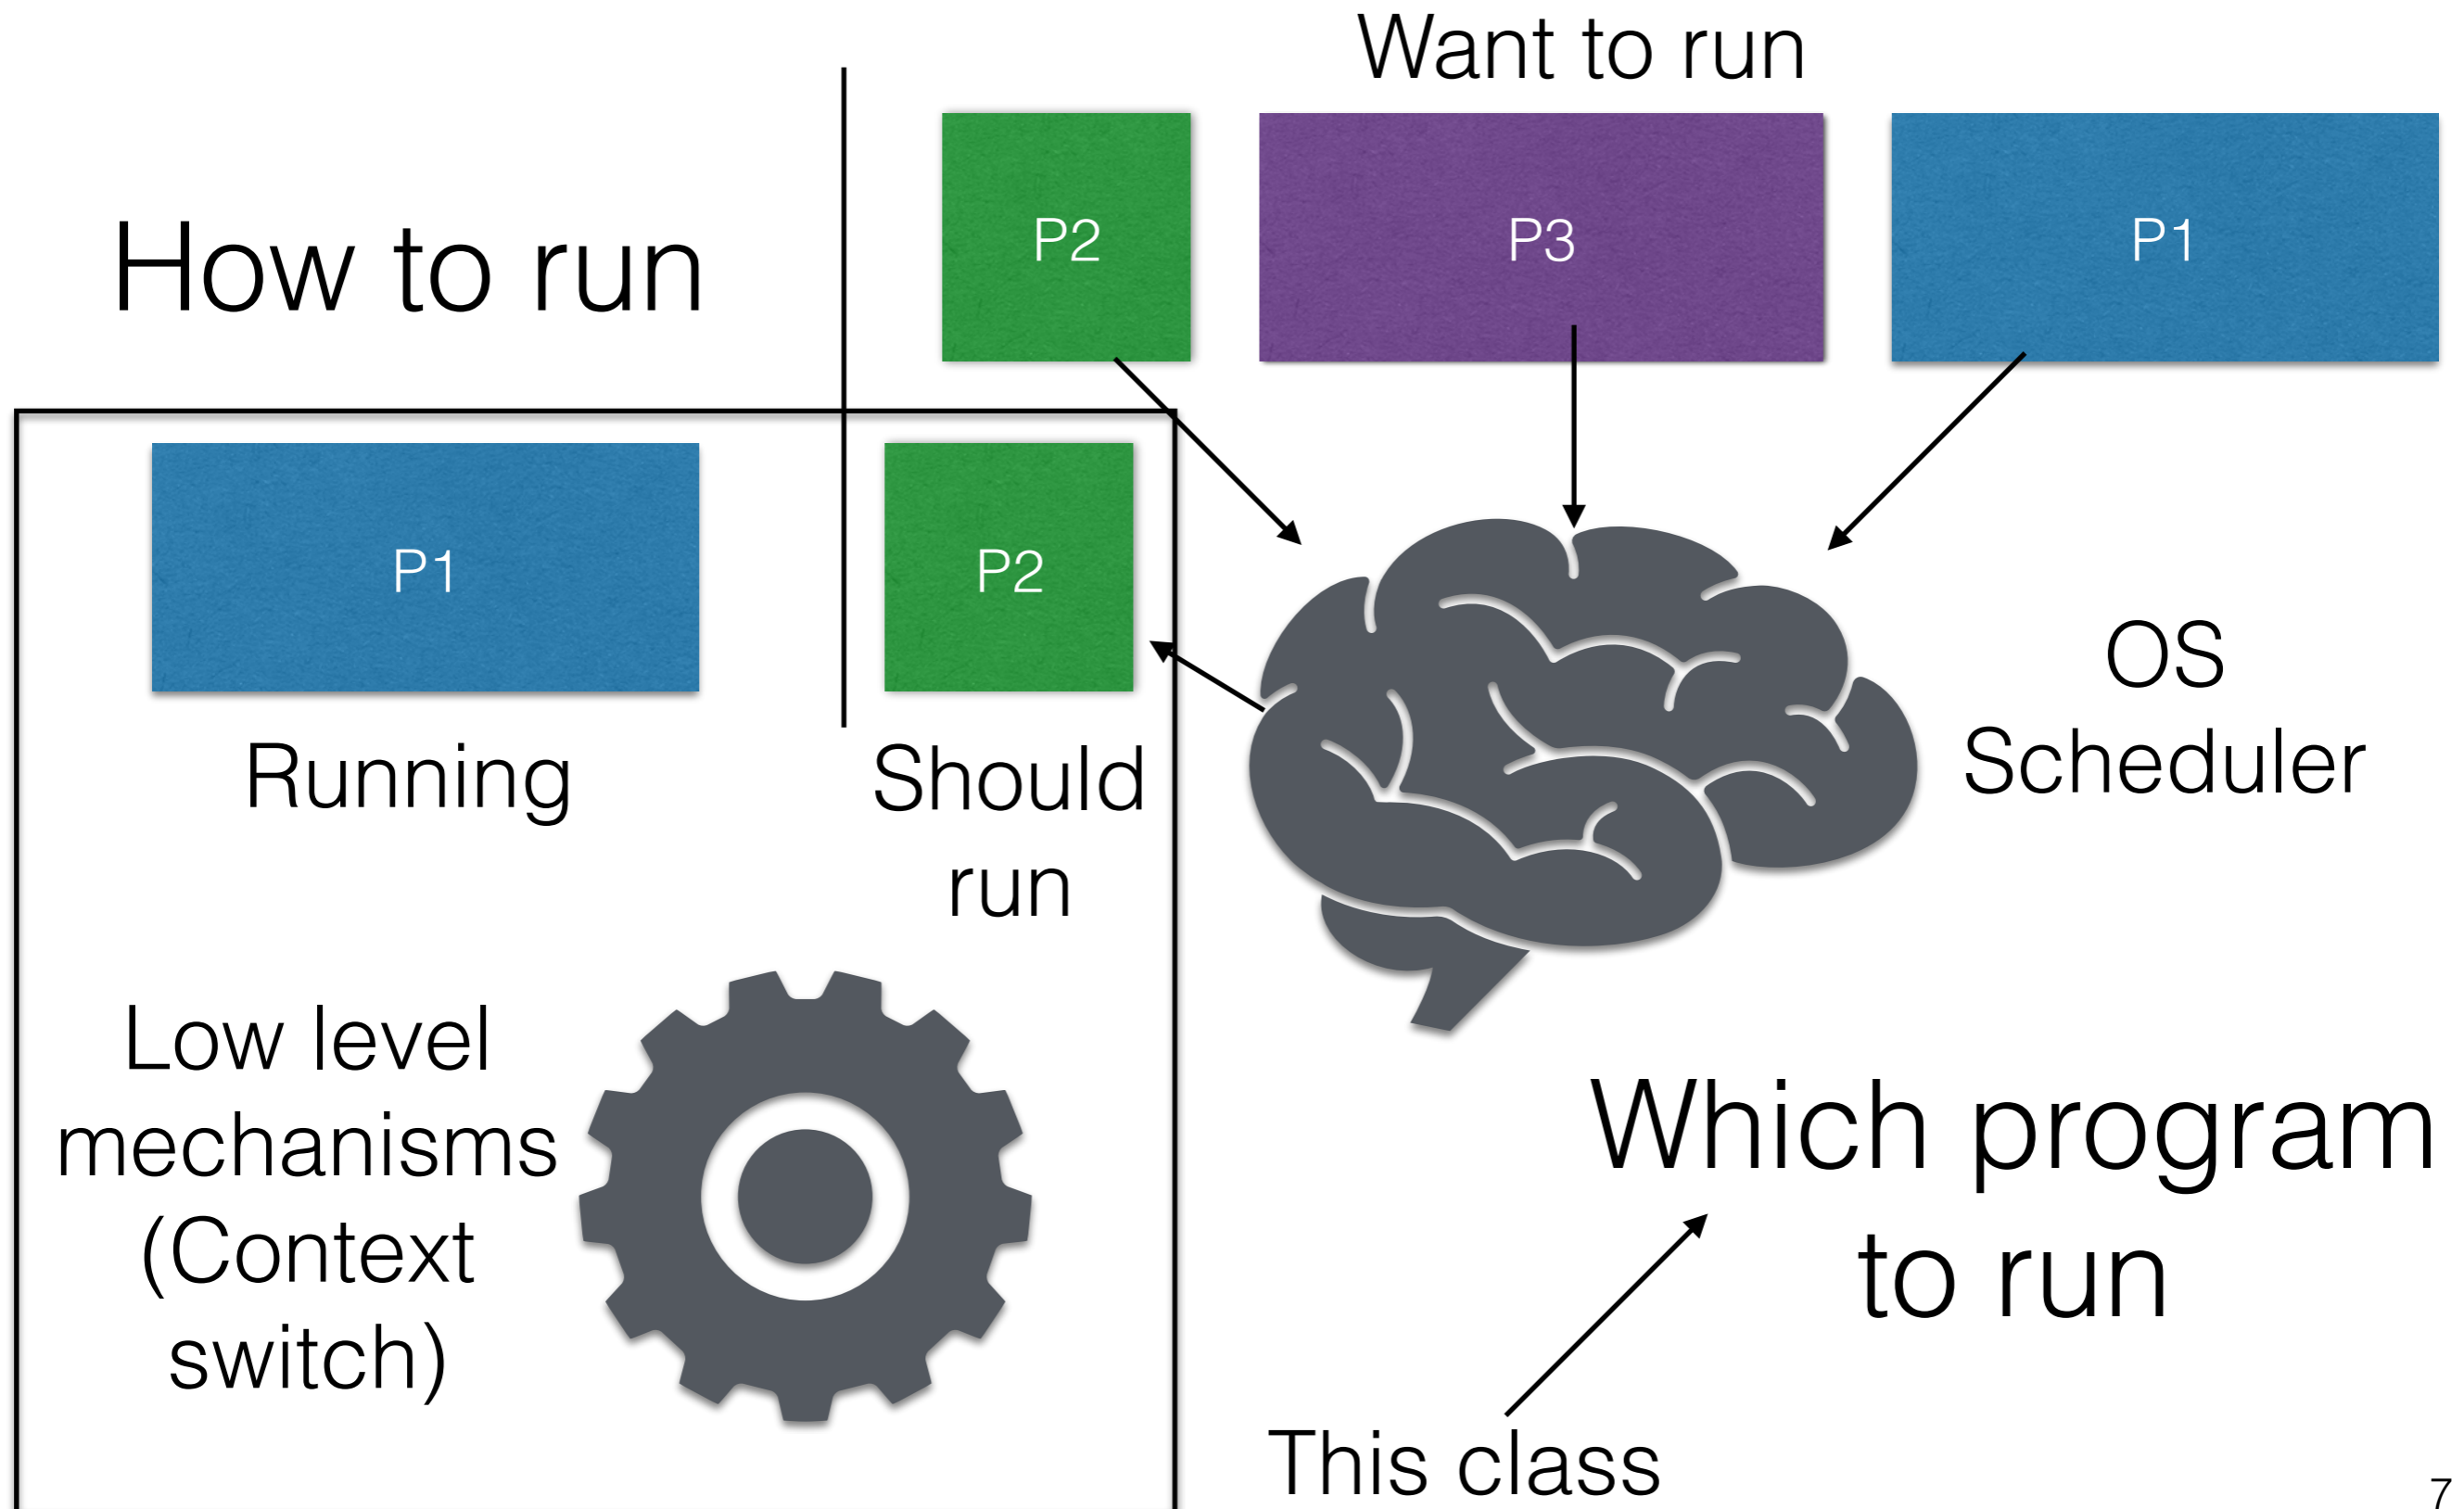 Want to run
How to run
P2
P3
P1
P1
P2
Running
Should
run
OS
Scheduler
Low level
mechanisms
(Context
switch)
Which program
to run
This class
7